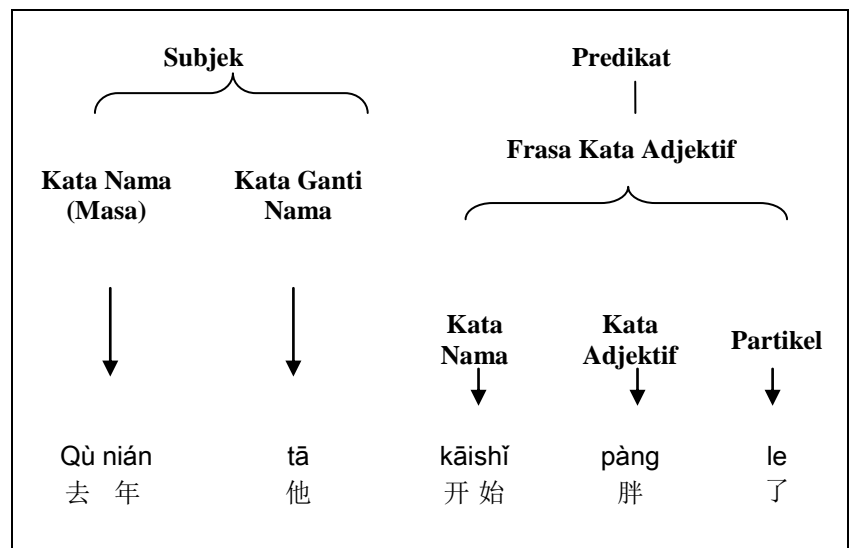 Subjek Predikat
Frasa Kata Adjektif
Kata Nama Kata Ganti
(Masa) Nama
Kata Kata Partikel
Nama Adjektif
Qù nián tā kāishǐ pàng le
去 年 他 开 始 胖 了